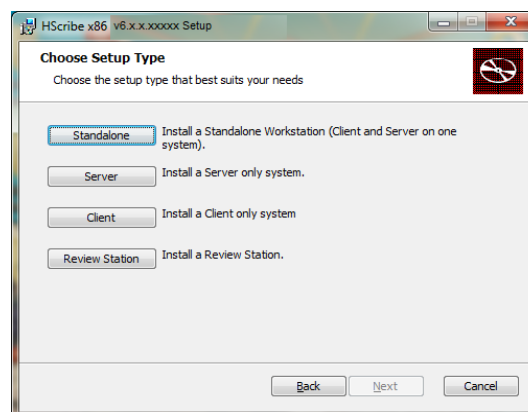 HScribe x86 v6.x.x.xxxxx Setup
Choose Setup Type
Choose the setup type that best suits your needs
Standalone Install a Standalone Workstation (Client and Server on one
system).
Server Install a Server only system.
Client Install a Client only system
Review Station Install a Review Station.
Back Next Cancel